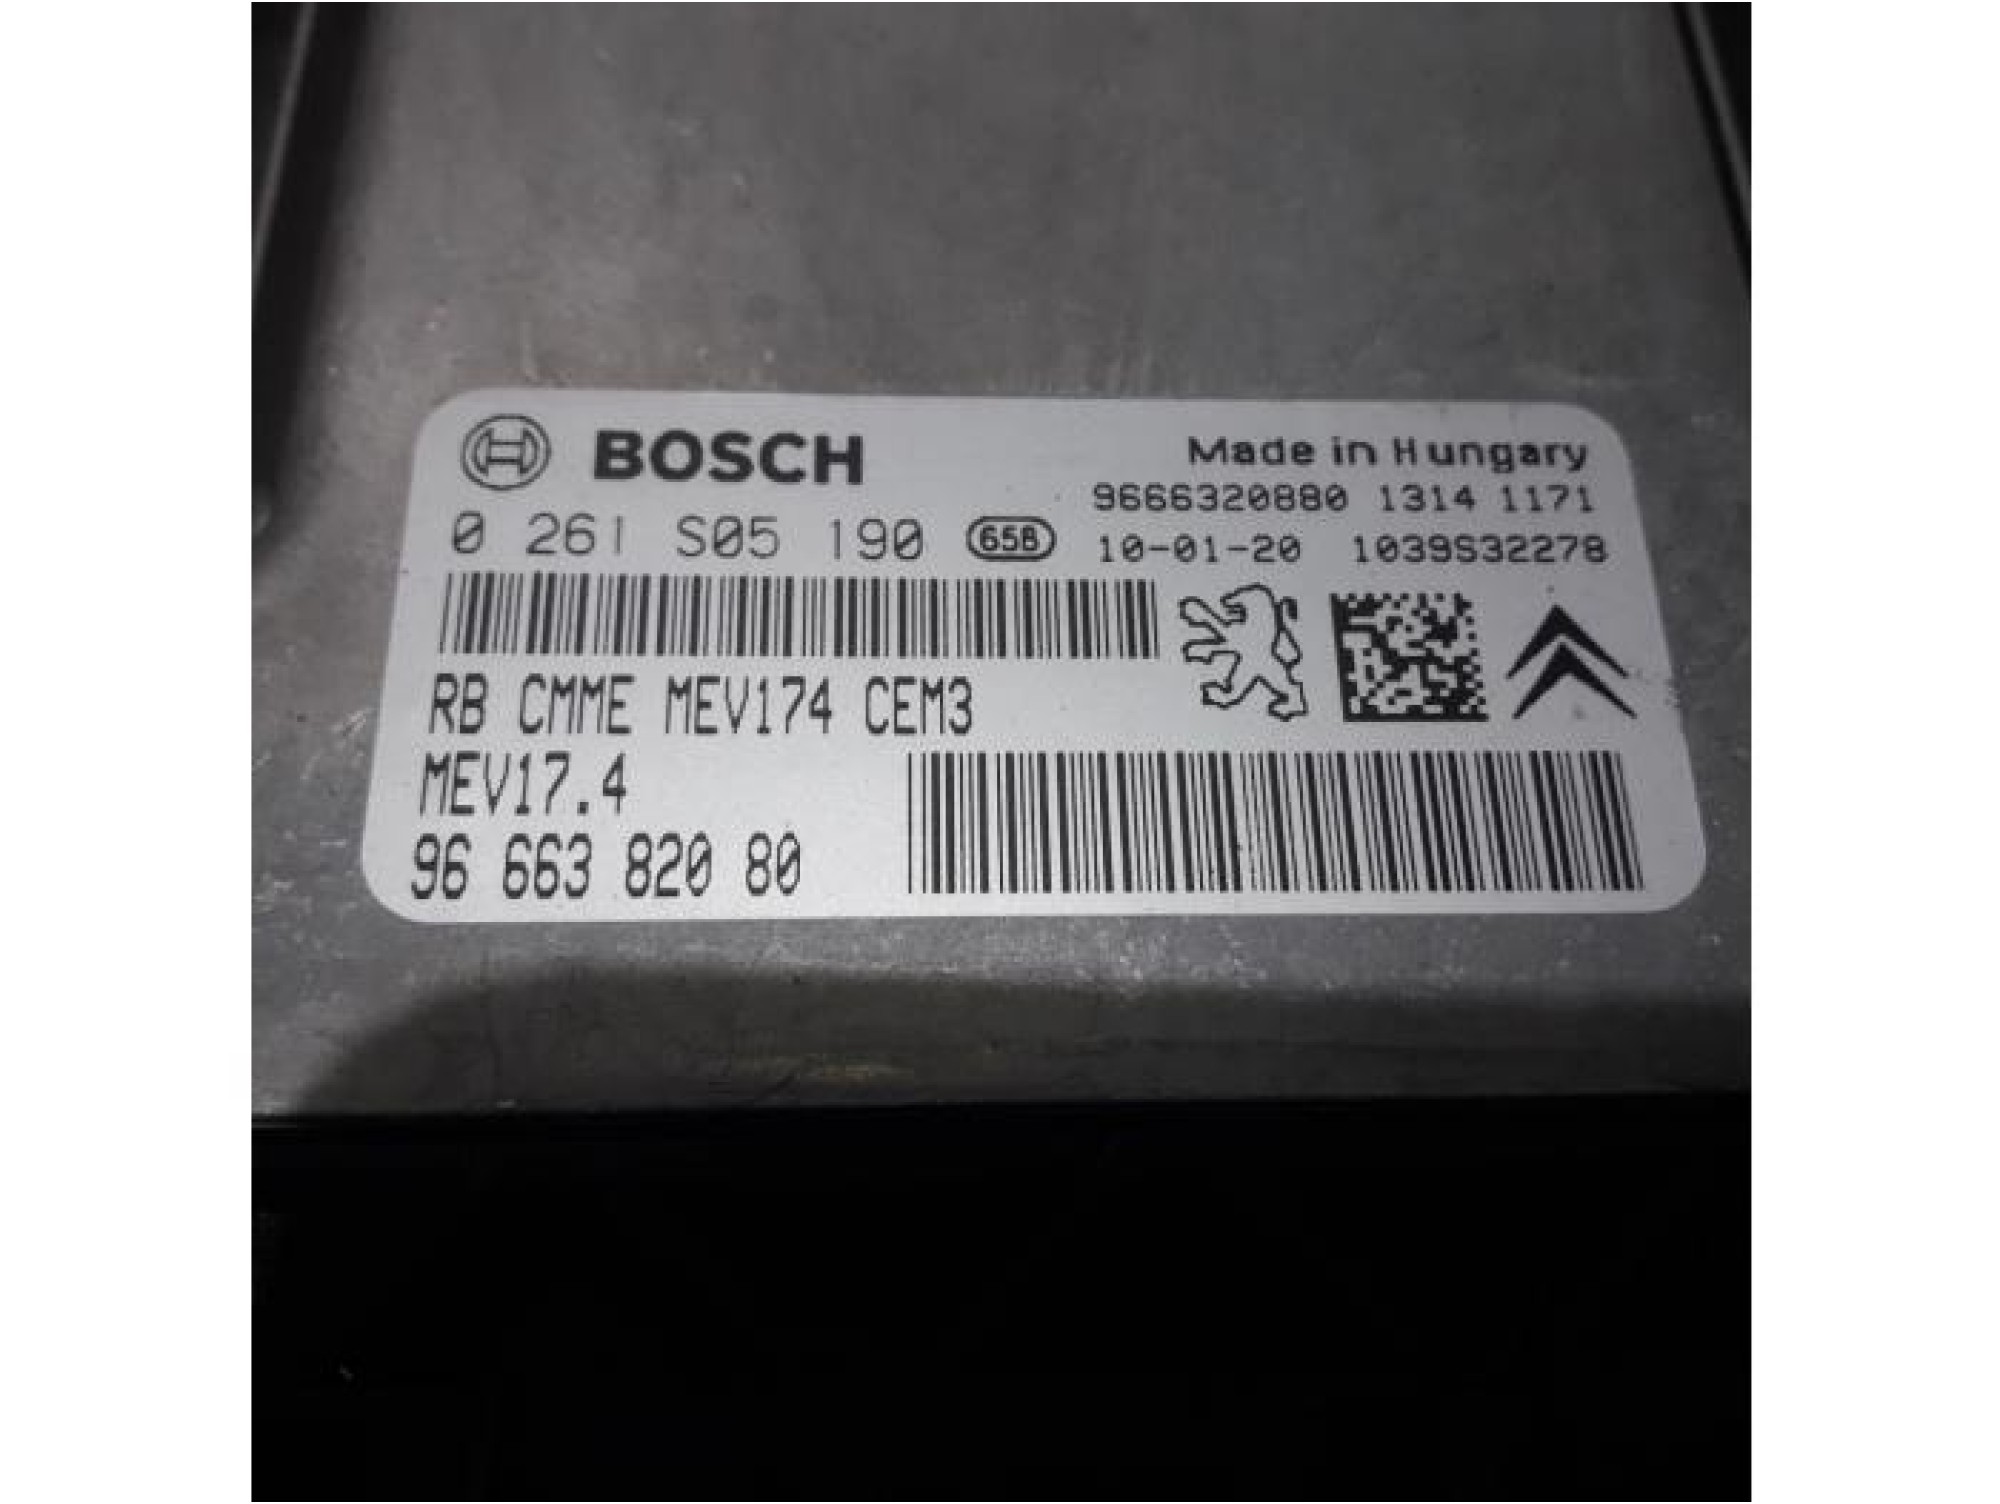 BOSCH
Made in Hungary
9666320880 1314 1171
0 261 S05 190 65B 10-01-20 1039S32278
RB CMME MEV174 CEM3
MEV17.4
96 663 820 80